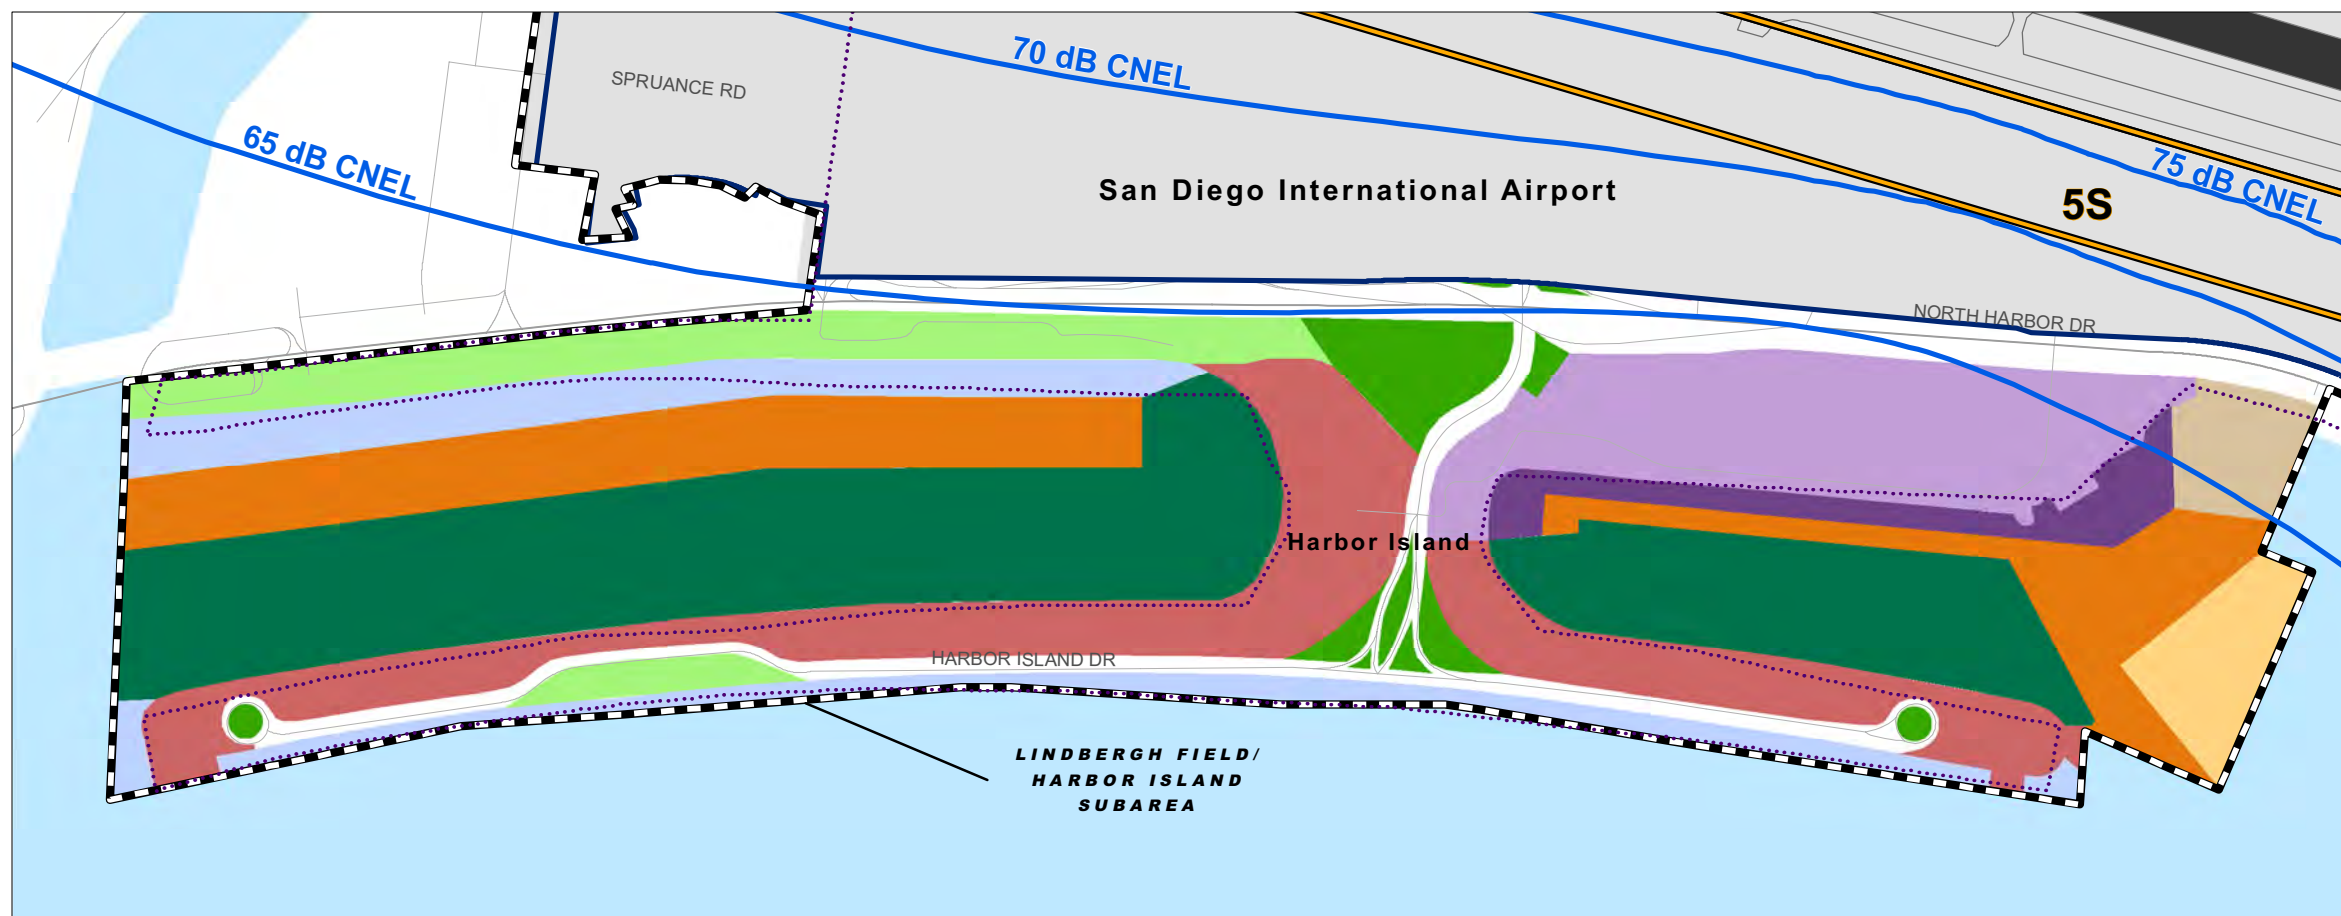 70 dB CNEL
SPRUANCE RD
65 dB CNEL
75 dB CNEL
San Diego International Airport
5S
NORTH HARBOR DR
Harbor Island
HARBOR ISLAND DR
LINDBERGH FIELD/
HARBOR ISLAND
SUBAREA